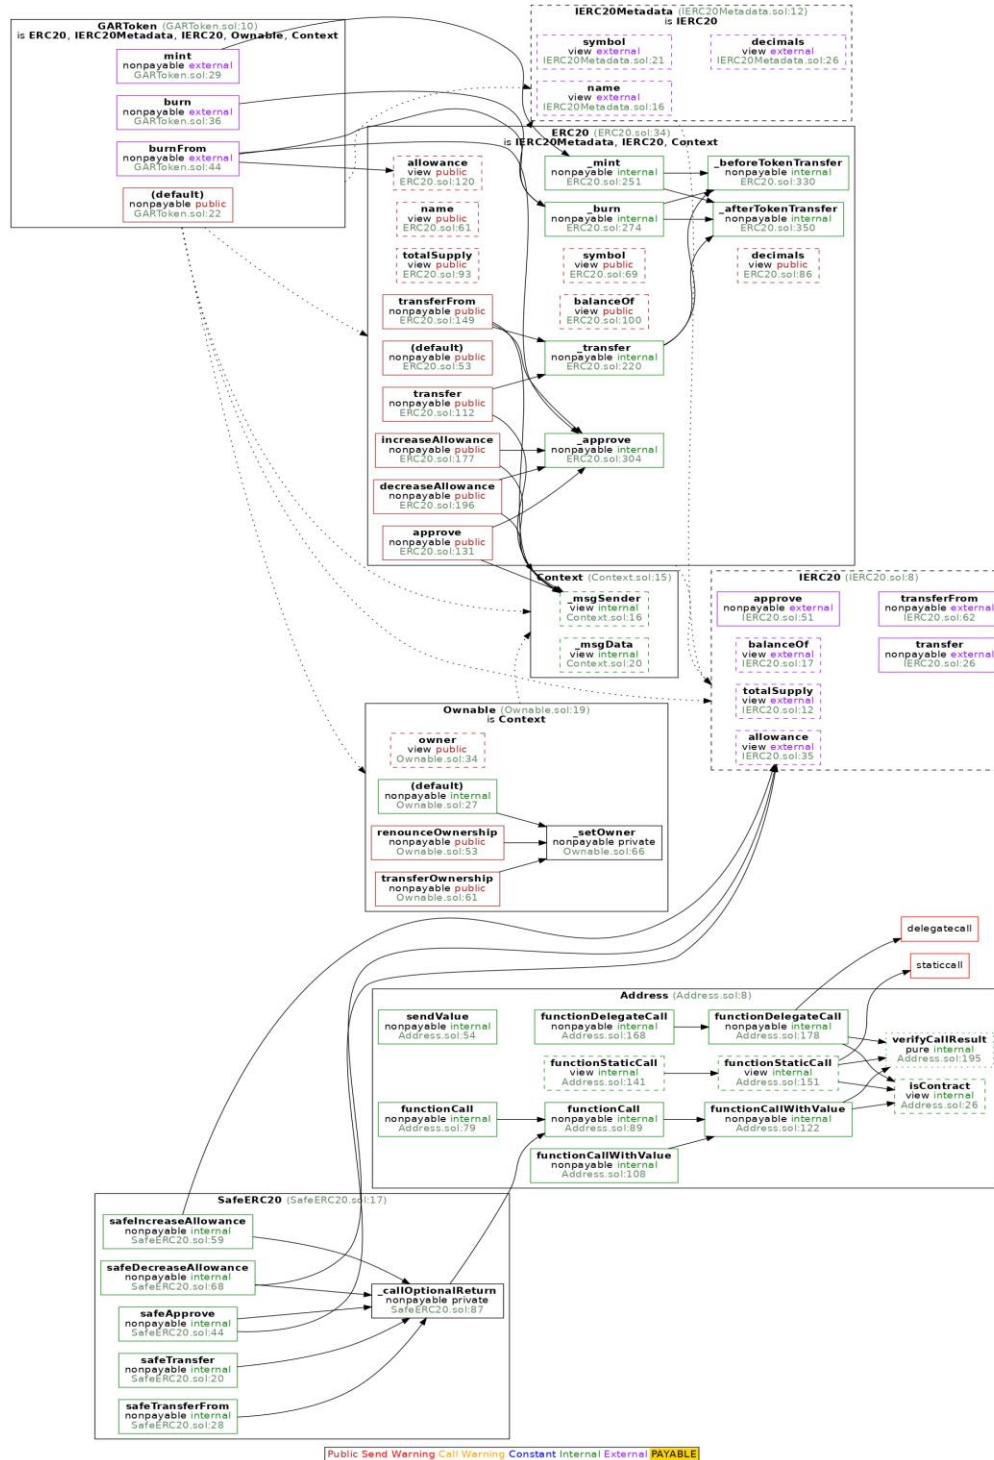 GARToken (GARToken.sol:10)
is ERC20, IERC20Metadata, IERC20, Ownable, Context
mint
nonpayable external
GARToken.sol:29
burn
nonpayable external
GARToken.sol:36
burnFrom
nonpayable external
GARToken.sol:44
(default)
nonpayable public
GARToken.sol:22
IERC20Metadata (IERC20Metadata.sol:12)
is IERC20
symbol
view external
IERC20Metadata.sol:21
decimals
view external
IERC20Metadata.sol:26
name
view external
IERC20Metadata.sol:16
ERC20 (ERC20.sol:34)
is IERC20Metadata, IERC20, Context
allowance
view public
ERC20.sol:120
_mint
nonpayable internal
ERC20.sol:251
_beforeTokenTransfer
nonpayable internal
ERC20.sol:330
name
view public
ERC20.sol:61
_burn
nonpayable internal
ERC20.sol:274
_afterTokenTransfer
nonpayable internal
ERC20.sol:350
totalSupply
view public
ERC20.sol:93
symbol
view public
ERC20.sol:69
decimals
view public
ERC20.sol:86
transferFrom
nonpayable public
ERC20.sol:149
balanceOf
view public
ERC20.sol:100
(default)
nonpayable public
ERC20.sol:53
_transfer
nonpayable internal
ERC20.sol:220
transfer
nonpayable public
ERC20.sol:112
increaseAllowance
nonpayable public
ERC20.sol:177
_approve
nonpayable internal
ERC20.sol:304
decreaseAllowance
nonpayable public
ERC20.sol:196
approve
nonpayable public
ERC20.sol:131
Context (Context.sol:15)
_msgSender
view internal
Context.sol:16
_msgData
view internal
Context.sol:20
IERC20 (IERC20.sol:8)
approve
nonpayable external
IERC20.sol:51
transferFrom
nonpayable external
IERC20.sol:62
balanceOf
view external
IERC20.sol:17
transfer
nonpayable external
IERC20.sol:26
totalSupply
view external
IERC20.sol:12
allowance
view external
IERC20.sol:35
Ownable (Ownable.sol:19)
is Context
owner
view public
Ownable.sol:34
(default)
nonpayable internal
Ownable.sol:27
renounceOwnership
nonpayable public
Ownable.sol:53
_setOwner
nonpayable private
Ownable.sol:66
transferOwnership
nonpayable public
Ownable.sol:61
delegatecall
staticcall
Address (Address.sol:8)
sendValue
nonpayable internal
Address.sol:54
functionDelegateCall
nonpayable internal
Address.sol:168
functionDelegateCall
nonpayable internal
Address.sol:178
verifyCallResult
pure internal
Address.sol:195
functionStaticCall
view internal
Address.sol:141
functionStaticCall
view internal
Address.sol:151
isContract
view internal
Address.sol:26
functionCall
nonpayable internal
Address.sol:79
functionCall
nonpayable internal
Address.sol:89
functionCallWithValue
nonpayable internal
Address.sol:122
functionCallWithValue
nonpayable internal
Address.sol:108
SafeERC20 (SafeERC20.sol:17)
safeIncreaseAllowance
nonpayable internal
SafeERC20.sol:59
safeDecreaseAllowance
nonpayable internal
SafeERC20.sol:68
_callOptionalReturn
nonpayable private
SafeERC20.sol:87
safeApprove
nonpayable internal
SafeERC20.sol:44
safeTransfer
nonpayable internal
SafeERC20.sol:20
safeTransferFrom
nonpayable internal
SafeERC20.sol:28
Public Send Warning Call Warning Constant Internal External PAYABLE